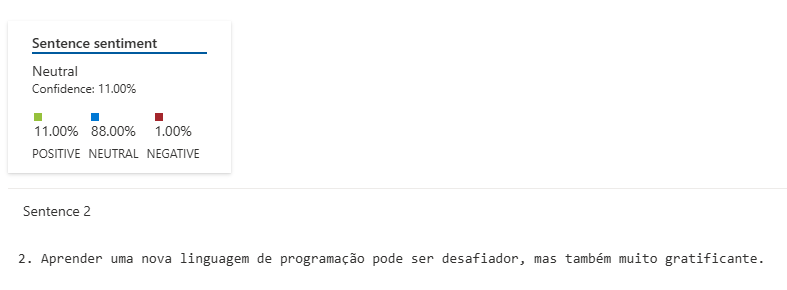 Sentence sentiment
Neutral
Confidence: 11.00%
11.00% 88.00% 1.00%
POSITIVE NEUTRAL NEGATIVE
Sentence 2
2. Aprender uma nova linguagem de programação pode ser desafiador, mas também muito gratificante.